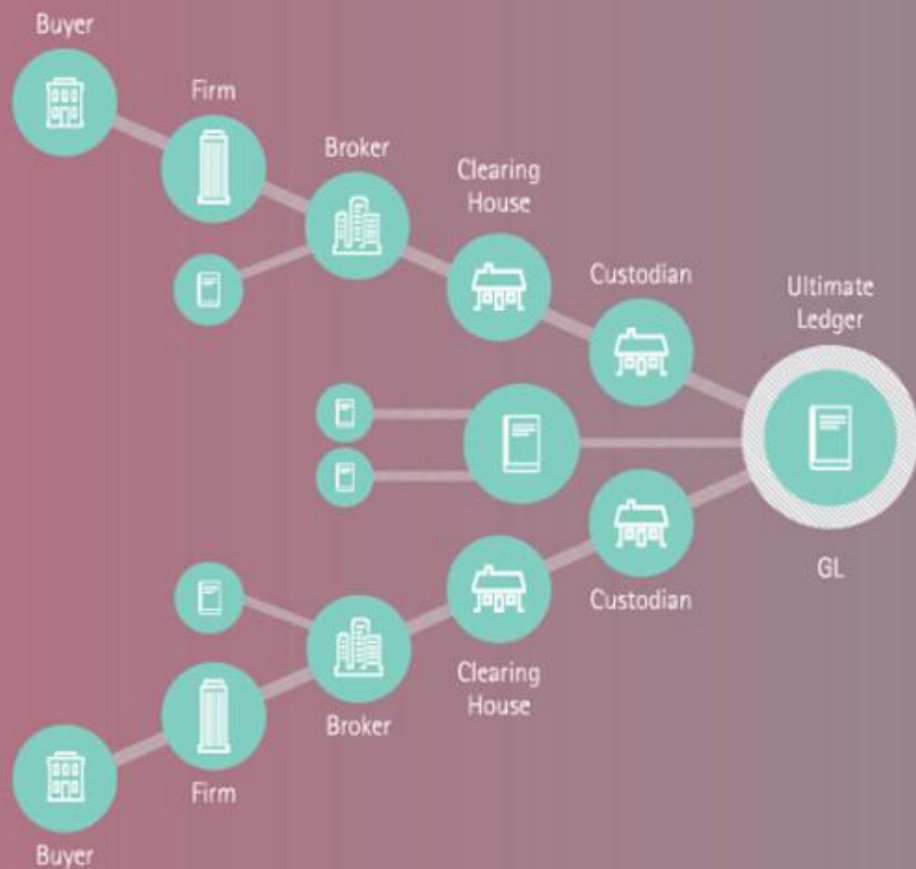 Buyer
Firm
Broker
Clearing
House
Custodian
Ultimate
Ledger
GL
Custodian
Clearing
House
Broker
Firm
Buyer